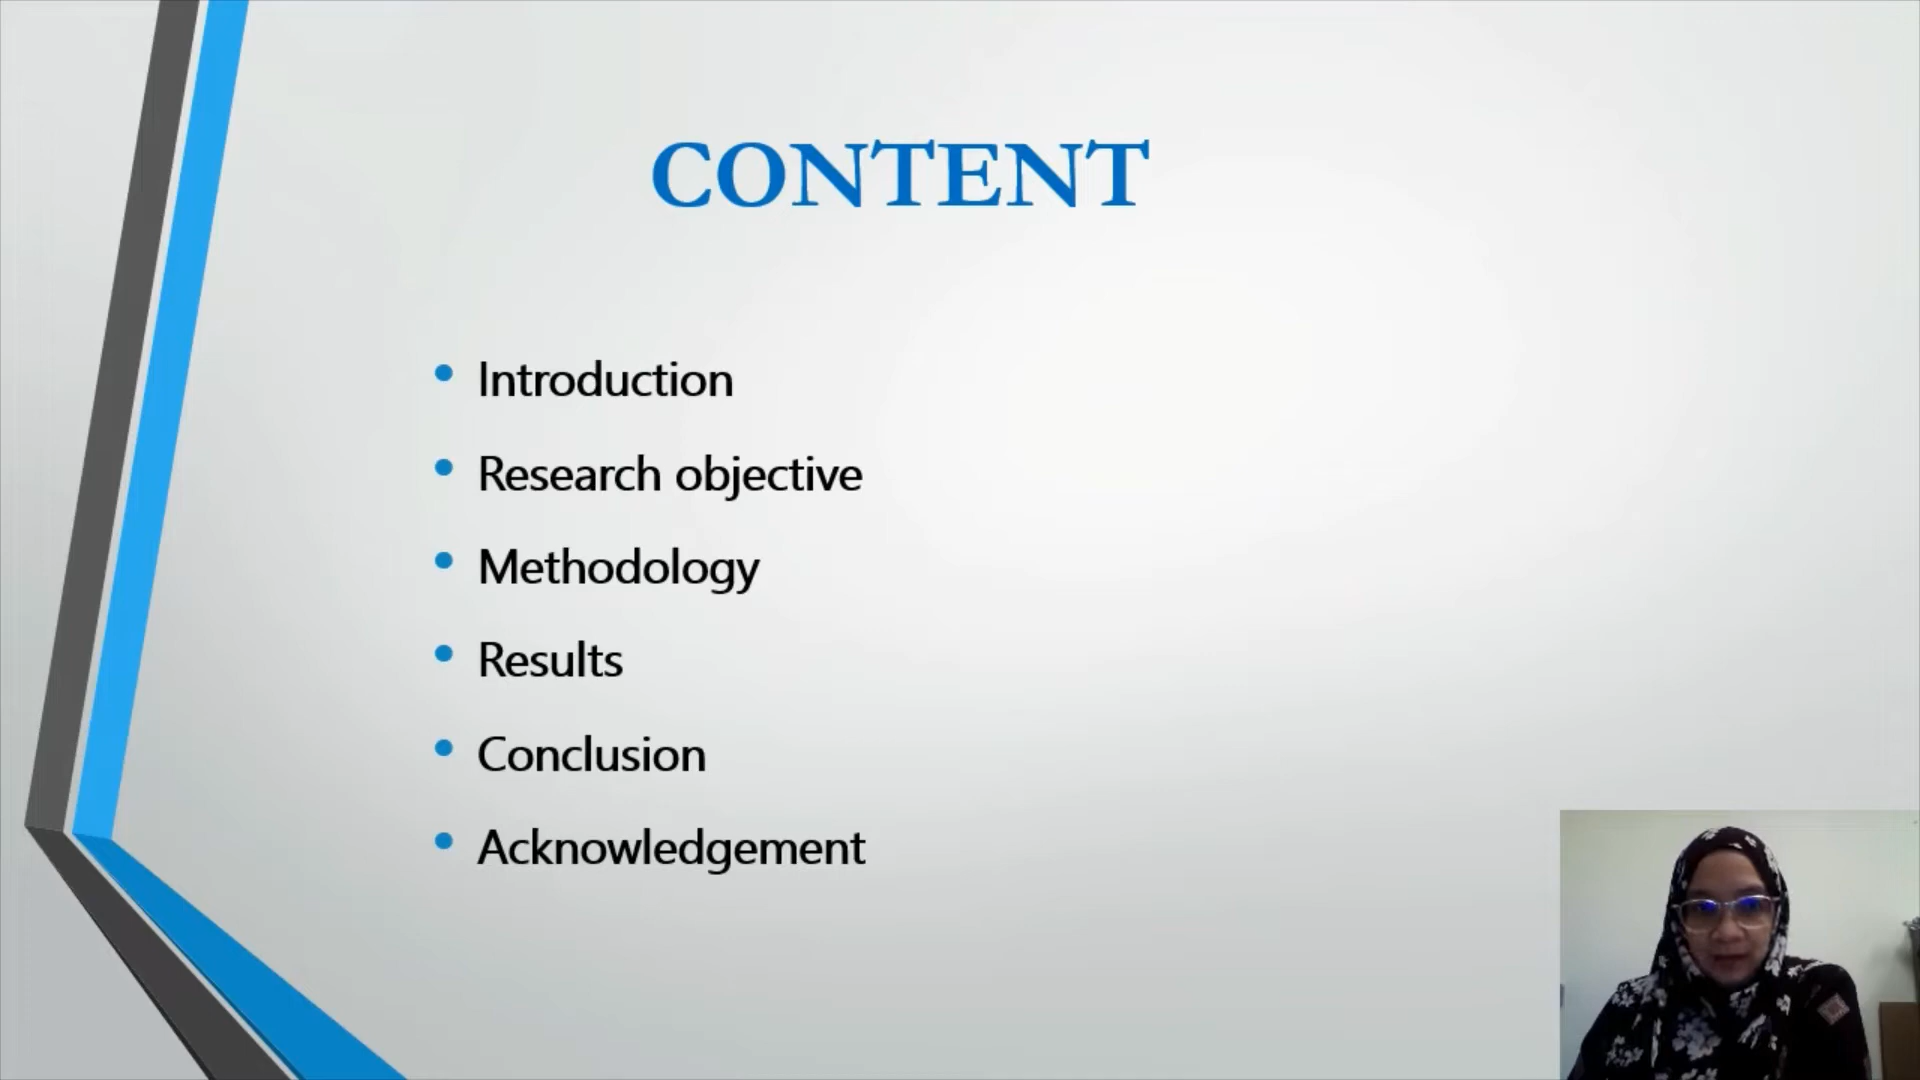 CONTENT
Introduction
Research objective
Methodology
Results
Conclusion
Acknowledgement